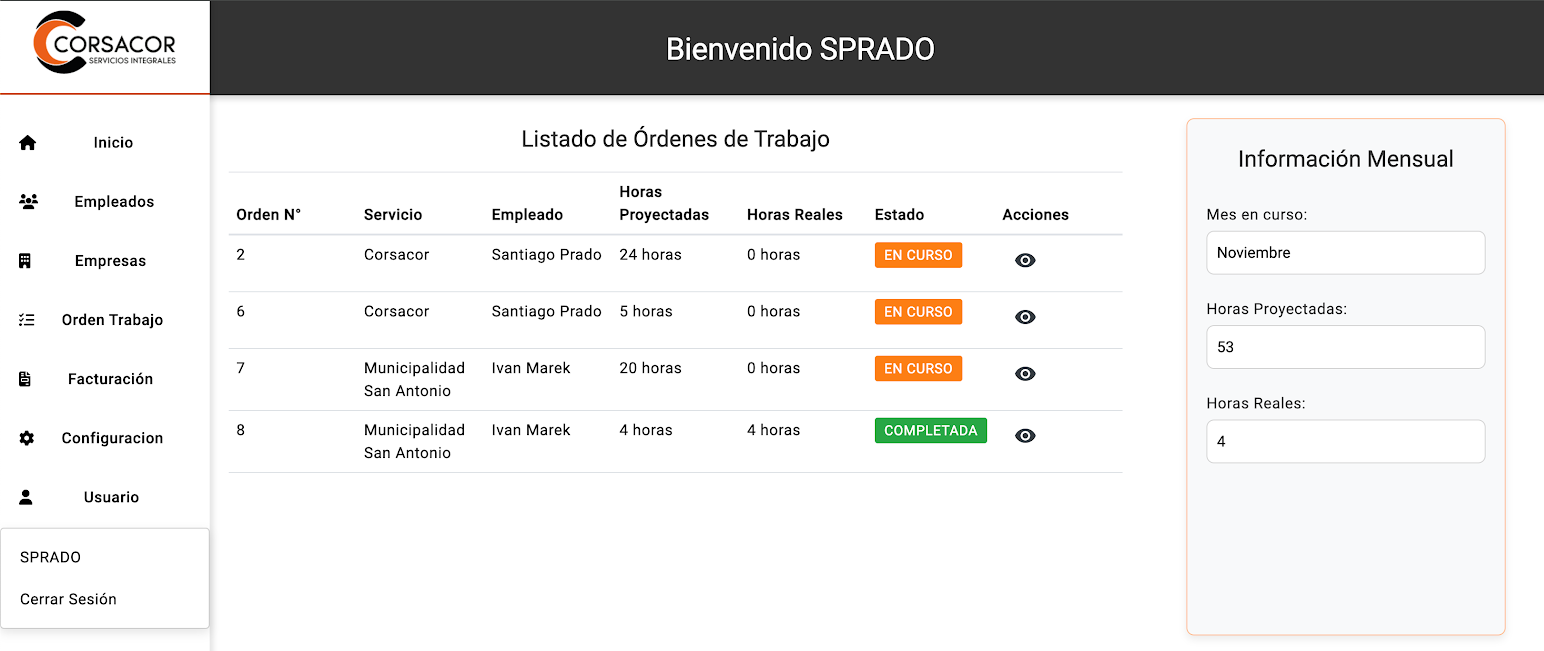 CORSACOR
SERVICIOS INTEGRALES
Bienvenido SPRADO
Inicio
Empleados
Empresas
Orden Trabajo
Facturación
Configuracion
Usuario
SPRADO
Cerrar Sesión
Listado de Órdenes de Trabajo
Orden N° Servicio Empleado Horas Proyectadas Horas Reales Estado Acciones
2 Corsacor Santiago Prado 24 horas 0 horas EN CURSO
6 Corsacor Santiago Prado 5 horas 0 horas EN CURSO
7 Municipalidad San Antonio Ivan Marek 20 horas 0 horas EN CURSO
8 Municipalidad San Antonio Ivan Marek 4 horas 4 horas COMPLETADA
Información Mensual
Mes en curso:
Noviembre
Horas Proyectadas:
53
Horas Reales:
4